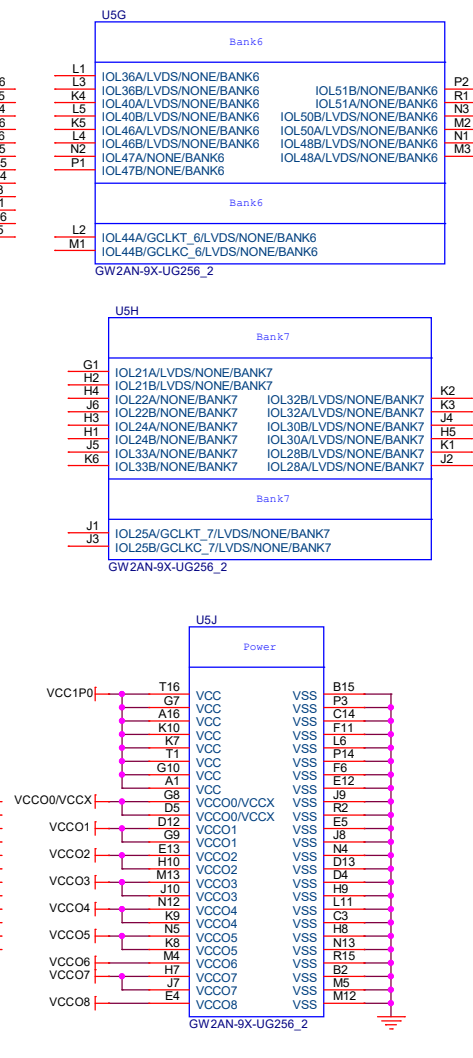 U5G
Bank6
L1 IOL36A/LVDS/NONE/BANK6
L3 IOL36B/LVDS/NONE/BANK6 IOL51B/NONE/BANK6 P2
K4 IOL40A/LVDS/NONE/BANK6 IOL51A/NONE/BANK6 R1
L5 IOL40B/LVDS/NONE/BANK6 IOL50B/LVDS/NONE/BANK6 N3
K5 IOL46A/LVDS/NONE/BANK6 IOL50A/LVDS/NONE/BANK6 M2
L4 IOL46B/LVDS/NONE/BANK6 IOL48B/LVDS/NONE/BANK6 N1
N2 IOL47A/NONE/BANK6 IOL48A/LVDS/NONE/BANK6 M3
P1 IOL47B/NONE/BANK6
Bank6
L2 IOL44A/GCLKT_6/LVDS/NONE/BANK6
M1 IOL44B/GCLKC_6/LVDS/NONE/BANK6
GW2AN-9X-UG256_2
U5H
Bank7
G1 IOL21A/LVDS/NONE/BANK7
H2 IOL21B/LVDS/NONE/BANK7
H4 IOL22A/NONE/BANK7 IOL32B/LVDS/NONE/BANK7 K2
J6 IOL22B/NONE/BANK7 IOL32A/LVDS/NONE/BANK7 K3
H3 IOL24A/NONE/BANK7 IOL30B/LVDS/NONE/BANK7 J4
H1 IOL24B/NONE/BANK7 IOL30A/LVDS/NONE/BANK7 H5
J5 IOL33A/NONE/BANK7 IOL28B/LVDS/NONE/BANK7 K1
K6 IOL33B/NONE/BANK7 IOL28A/LVDS/NONE/BANK7 J2
Bank7
J1 IOL25A/GCLKT_7/LVDS/NONE/BANK7
J3 IOL25B/GCLKC_7/LVDS/NONE/BANK7
GW2AN-9X-UG256_2
U5J
Power
VCC1P0 T16 VCC VSS B15
G7 VCC VSS P3
A16 VCC VSS C14
K10 VCC VSS F11
K7 VCC VSS L6
T1 VCC VSS P14
G10 VCC VSS F6
A1 VCC VSS E12
VCCO0/VCCX G8 VCCO0/VCCX VSS J9
D5 VCCO0/VCCX VSS R2
VCCO1 D12 VCCO1 VSS E5
G9 VCCO1 VSS J8
VCCO2 E13 VCCO2 VSS N4
H10 VCCO2 VSS D13
VCCO3 M13 VCCO3 VSS D4
J10 VCCO3 VSS H9
VCCO4 N12 VCCO4 VSS L11
K9 VCCO4 VSS C3
VCCO5 N5 VCCO5 VSS H8
K8 VCCO5 VSS N13
VCCO6 M4 VCCO6 VSS R15
VCCO7 H7 VCCO7 VSS B2
J7 VCCO7 VSS M5
VCCO8 E4 VCCO8 VSS M12
GW2AN-9X-UG256_2